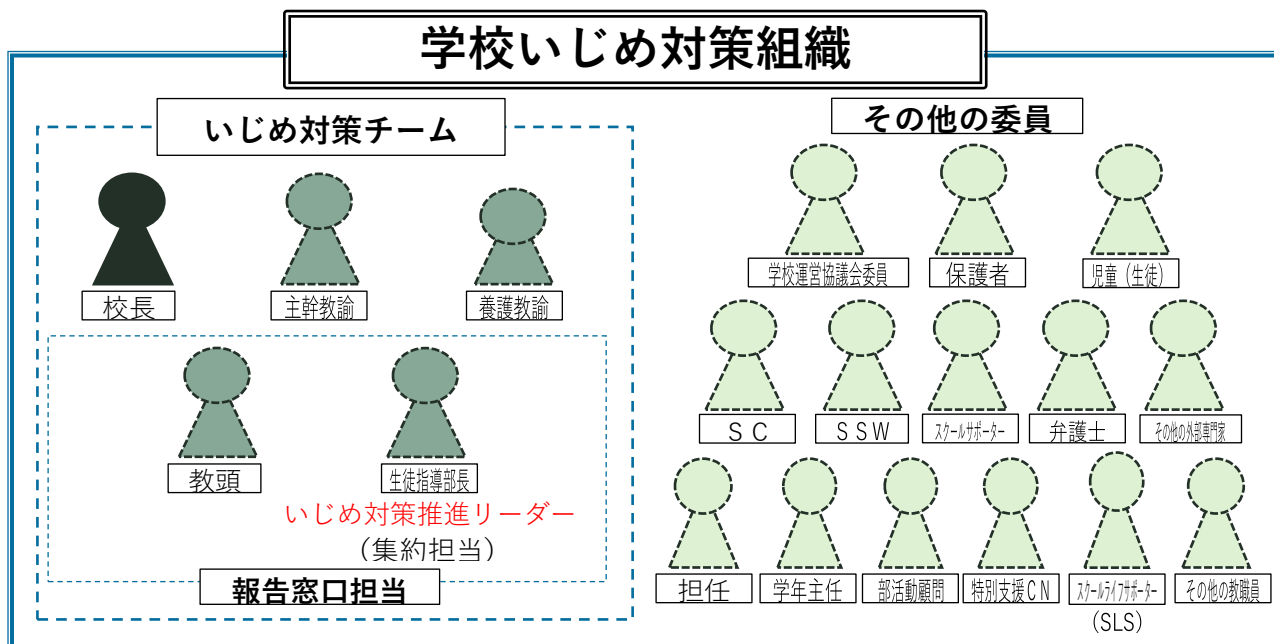 学校いじめ対策組織
いじめ対策チーム
校長
主幹教諭
養護教諭
教頭
生徒指導部長
いじめ対策推進リーダー
（集約担当）
報告窓口担当
その他の委員
学校運営協議会委員
保護者
児童（生徒）
ＳＣ
ＳＳＷ
スクールサポーター
弁護士
その他の外部専門家
担任
学年主任
部活動顧問
特別支援ＣＮ
スクールライフサポーター
(SLS)
その他の教職員